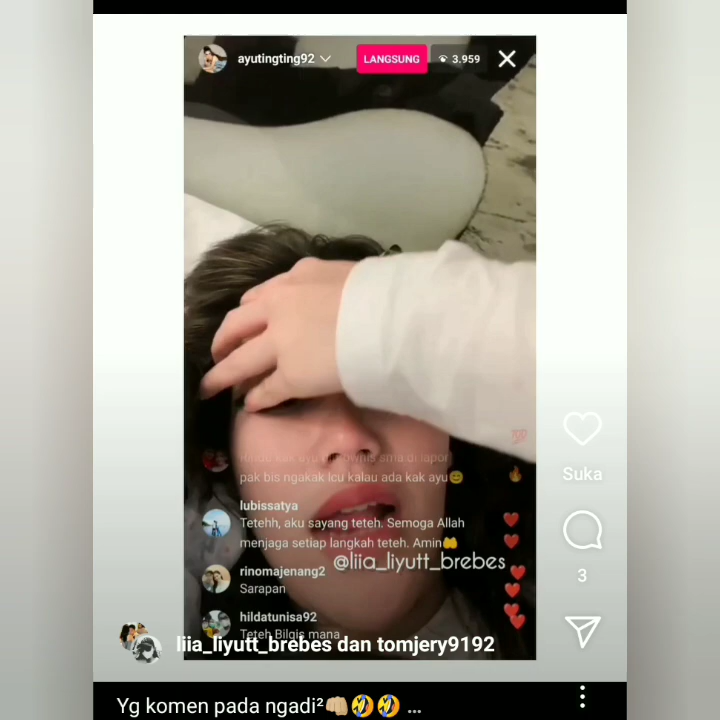 ayutingting92
LANGSUNG
3.959
pak bis ngakak lcu kalau ada kak ayu😊
lubissatya
Tetehh, aku sayang teteh. Semoga Allah
menjaga setiap langkah teteh. Amin🤲
@liia_liyutt_brebes
rinomajenang2
Sarapan
hildatunisa92
Teteh Bilgis mana
liia_liyutt_brebes dan tomjery9192
Suka
3
Yg komen pada ngadi²👊🏼🤣🤣 ...